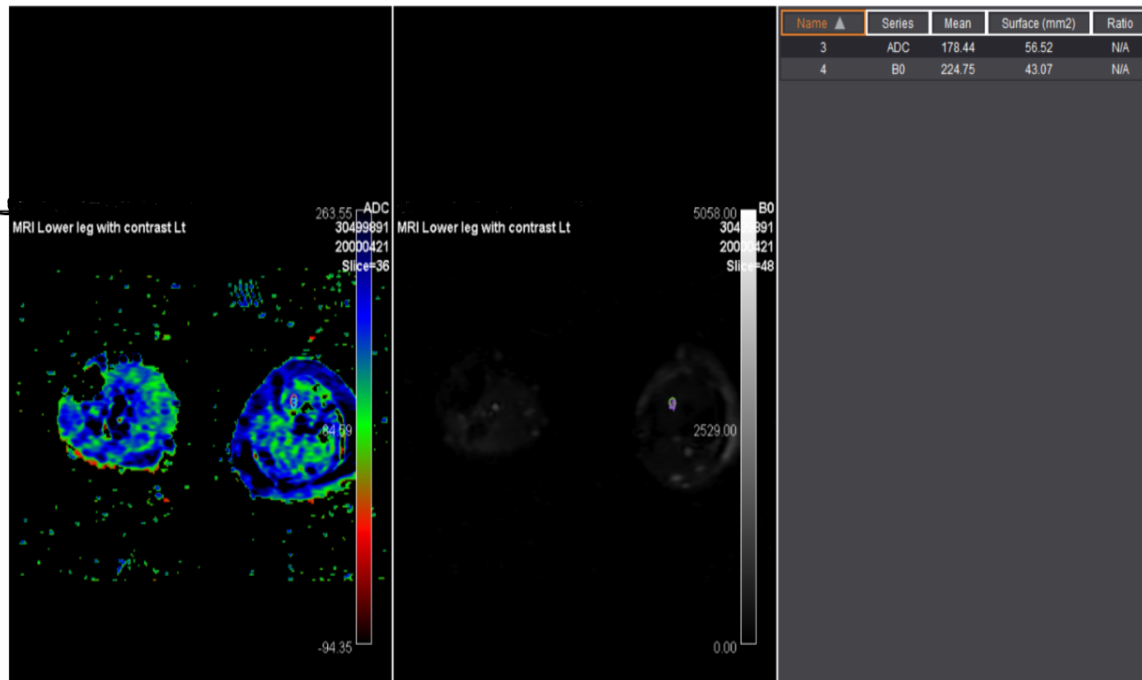 Name ▲ Series Mean Surface (mm2) Ratio
3 ADC 178.44 56.52 N/A
4 B0 224.75 43.07 N/A
263.55 ADC
MRI Lower leg with contrast Lt 30499891
20000421
Slice=36
84.59
-94.35
5058.00 B0
MRI Lower leg with contrast Lt
20000421
Slice=48
2529.00
0.00